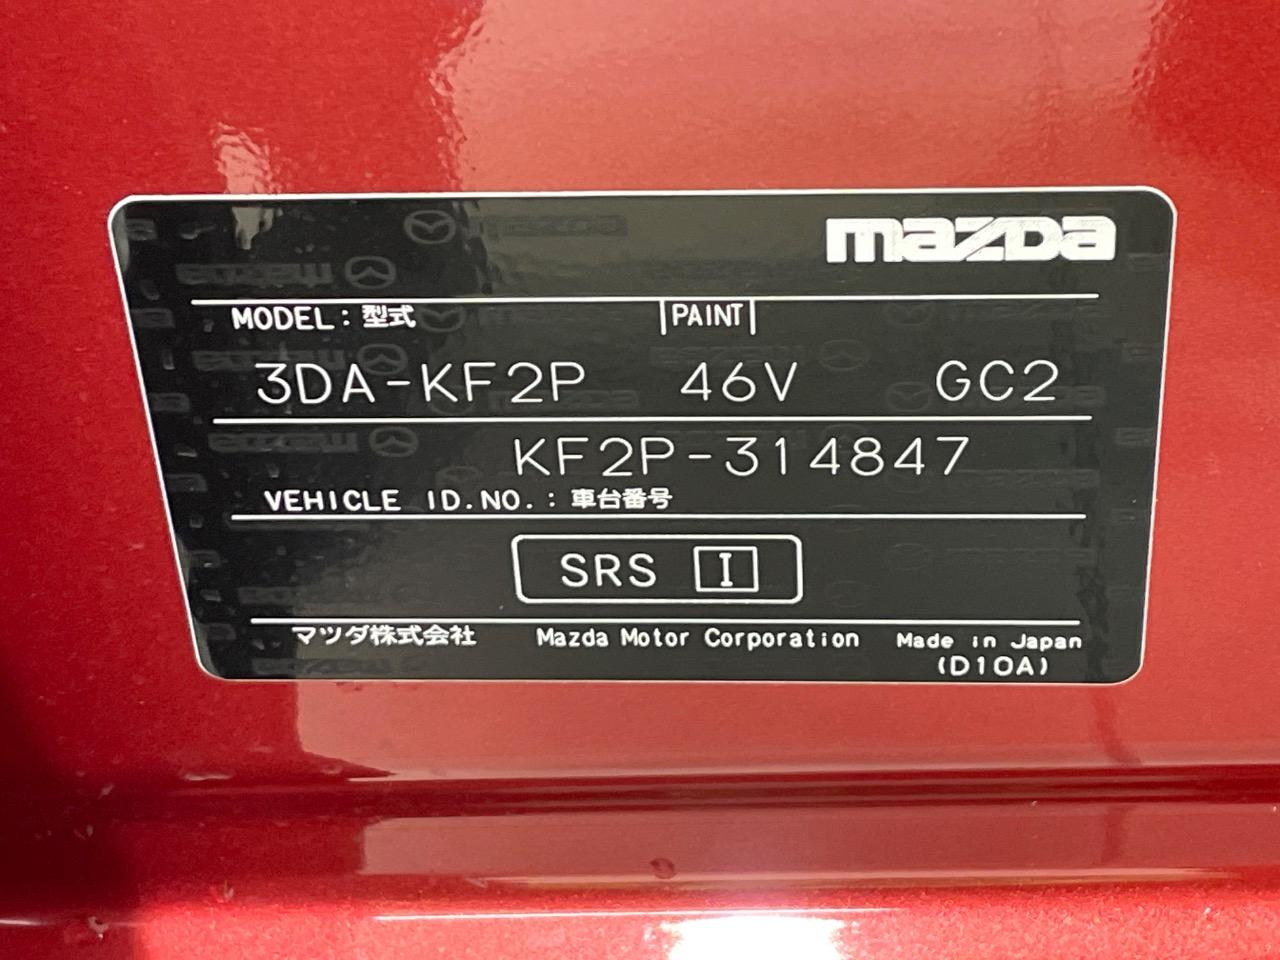 mazda
MODEL：型式 PAINT
3DA-KF2P 46V GC2
KF2P-314847
VEHICLE ID.NO.：車台番号
SRS I
マツダ株式会社 Mazda Motor Corporation Made in Japan
(D10A)